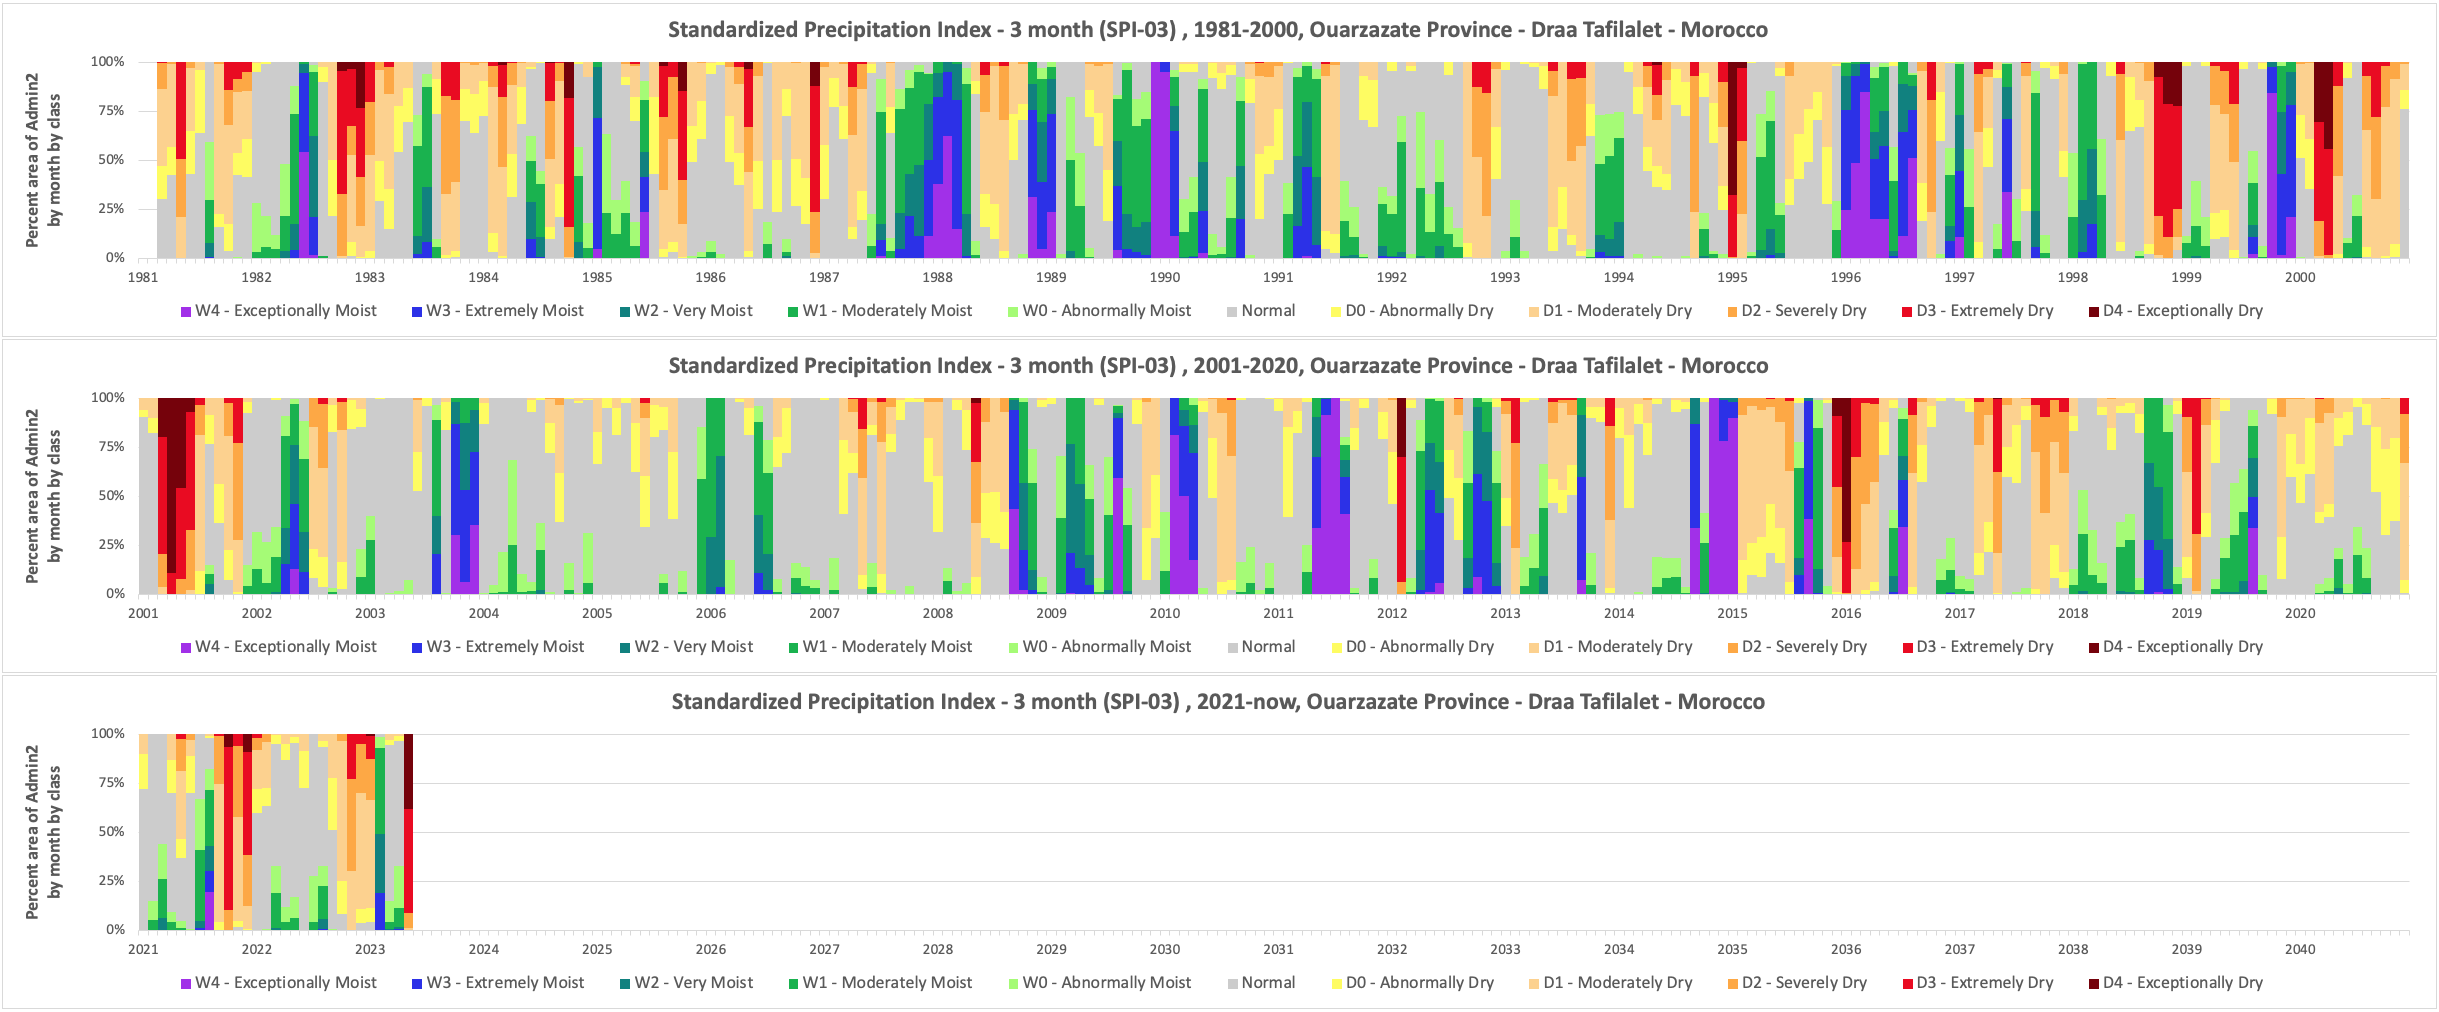 Standardized Precipitation Index - 3 month (SPI-03) , 1981-2000, Ouarzazate Province - Draa Tafilalet - Morocco
Percent area of Admin2
by month by class
100%
75%
50%
25%
0%
1981 1982 1983 1984 1985 1986 1987 1988 1989 1990 1991 1992 1993 1994 1995 1996 1997 1998 1999 2000
W4 - Exceptionally Moist W3 - Extremely Moist W2 - Very Moist W1 - Moderately Moist W0 - Abnormally Moist Normal D0 - Abnormally Dry D1 - Moderately Dry D2 - Severely Dry D3 - Extremely Dry D4 - Exceptionally Dry
Standardized Precipitation Index - 3 month (SPI-03) , 2001-2020, Ouarzazate Province - Draa Tafilalet - Morocco
Percent area of Admin2
by month by class
100%
75%
50%
25%
0%
2001 2002 2003 2004 2005 2006 2007 2008 2009 2010 2011 2012 2013 2014 2015 2016 2017 2018 2019 2020
W4 - Exceptionally Moist W3 - Extremely Moist W2 - Very Moist W1 - Moderately Moist W0 - Abnormally Moist Normal D0 - Abnormally Dry D1 - Moderately Dry D2 - Severely Dry D3 - Extremely Dry D4 - Exceptionally Dry
Standardized Precipitation Index - 3 month (SPI-03) , 2021-now, Ouarzazate Province - Draa Tafilalet - Morocco
Percent area of Admin2
by month by class
100%
75%
50%
25%
0%
2021 2022 2023 2024 2025 2026 2027 2028 2029 2030 2031 2032 2033 2034 2035 2036 2037 2038 2039 2040
W4 - Exceptionally Moist W3 - Extremely Moist W2 - Very Moist W1 - Moderately Moist W0 - Abnormally Moist Normal D0 - Abnormally Dry D1 - Moderately Dry D2 - Severely Dry D3 - Extremely Dry D4 - Exceptionally Dry